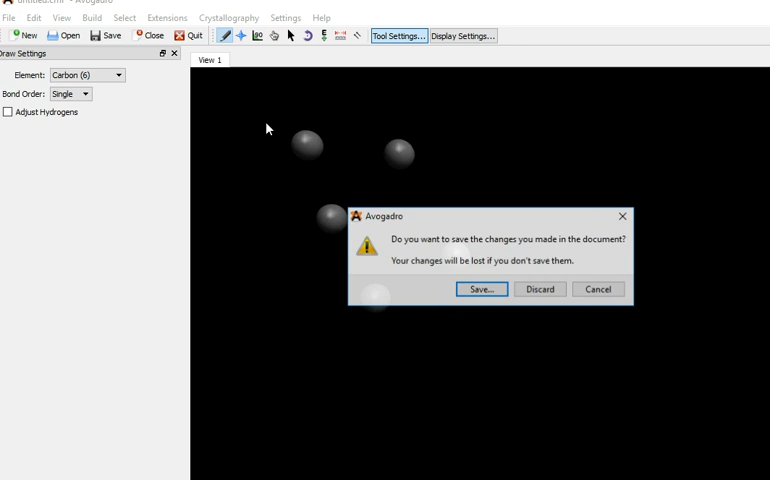 untitled.cml - Avogadro
File Edit View Build Select Extensions Crystallography Settings Help
New Open Save Close Quit Tool Settings... Display Settings...
Draw Settings
View 1
Element: Carbon (6)
Bond Order: Single
Adjust Hydrogens
Avogadro
Do you want to save the changes you made in the document?
Your changes will be lost if you don't save them.
Save... Discard Cancel